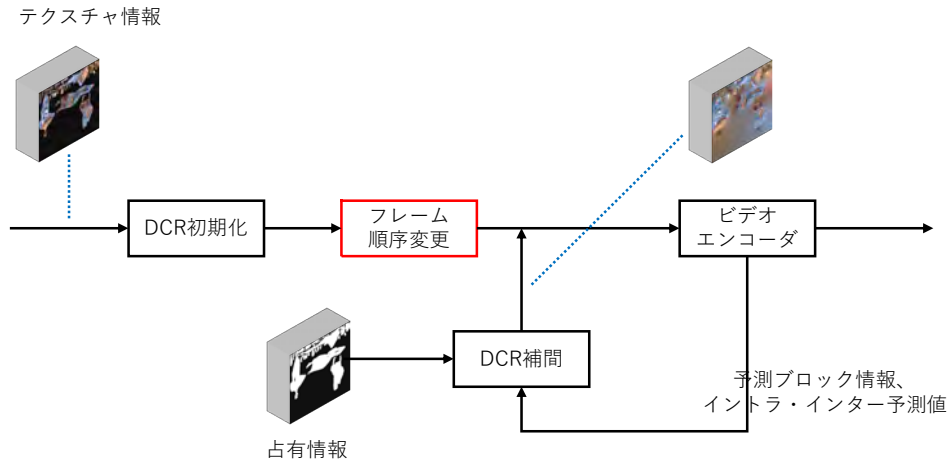 テクスチャ情報
DCR初期化
フレーム
順序変更
ビデオ
エンコーダ
DCR補間
予測ブロック情報、
イントラ・インター予測値
占有情報